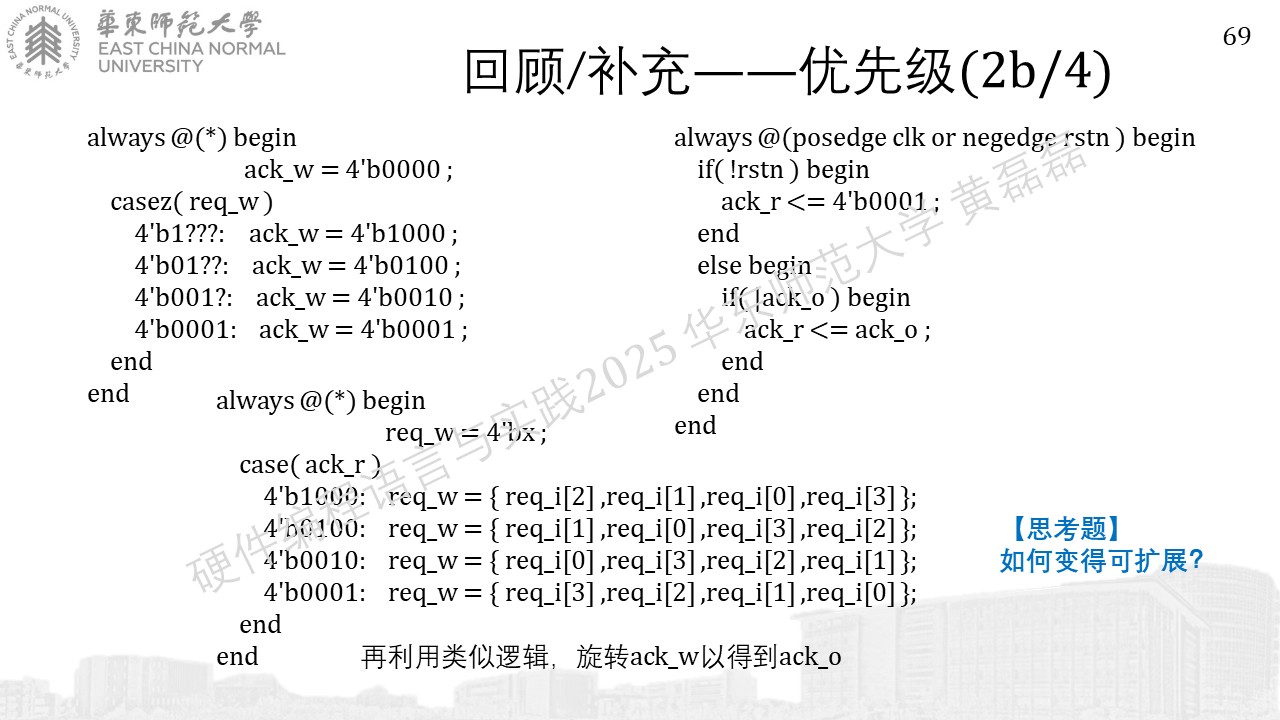 華東師范大學
EAST CHINA NORMAL
UNIVERSITY
EAST CHINA NORMAL UNIVERSITY
華東師范大學
69
回顾/补充——优先级(2b/4)
always @(*) begin
ack_w = 4'b0000 ;
casez( req_w )
4'b1???: ack_w = 4'b1000 ;
4'b01??: ack_w = 4'b0100 ;
4'b001?: ack_w = 4'b0010 ;
4'b0001: ack_w = 4'b0001 ;
end
end
always @(posedge clk or negedge rstn ) begin
if( !rstn ) begin
ack_r <= 4'b0001 ;
end
else begin
if( |ack_o ) begin
ack_r <= ack_o ;
end
end
end
always @(*) begin
req_w = 4'bx ;
case( ack_r )
4'b1000: req_w = { req_i[2] ,req_i[1] ,req_i[0] ,req_i[3] };
4'b0100: req_w = { req_i[1] ,req_i[0] ,req_i[3] ,req_i[2] };
4'b0010: req_w = { req_i[0] ,req_i[3] ,req_i[2] ,req_i[1] };
4'b0001: req_w = { req_i[3] ,req_i[2] ,req_i[1] ,req_i[0] };
end
end
再利用类似逻辑，旋转ack_w以得到ack_o
【思考题】
如何变得可扩展？
硬件编程语言与实践2025 华东师范大学 黄磊磊